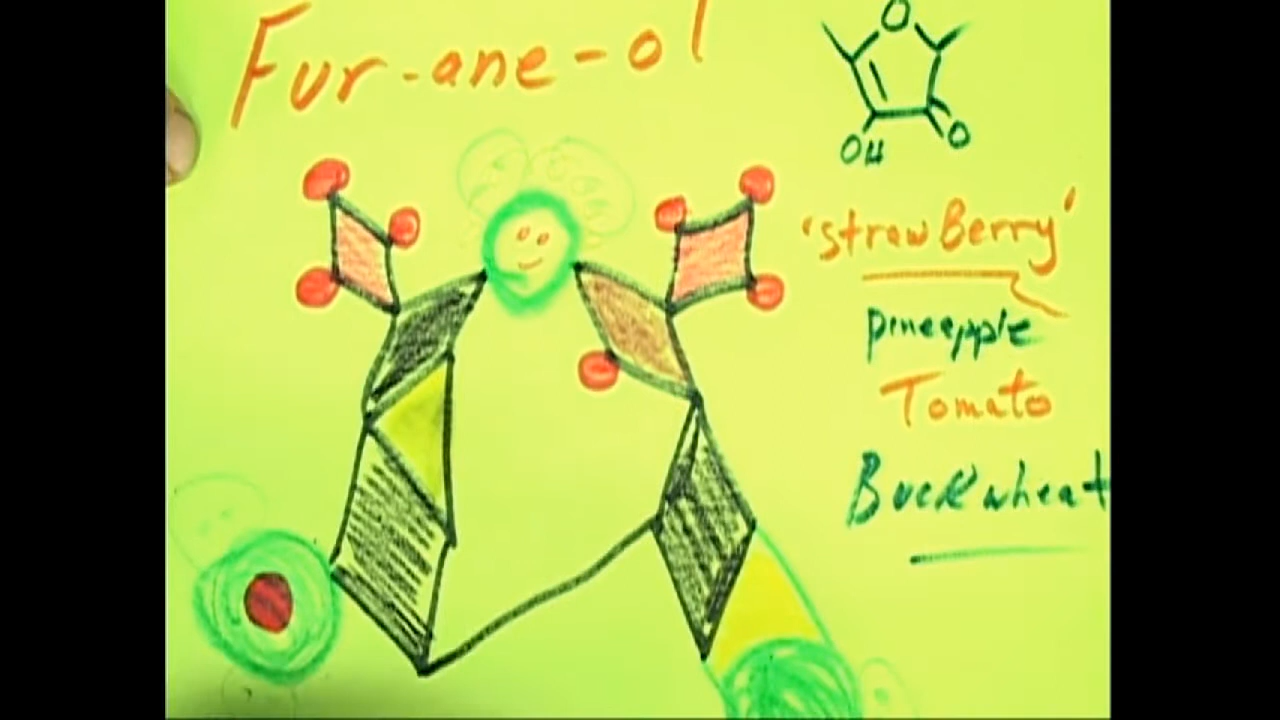 Fur-ane-ol
O
OH
O
'strawBerry'
pineapple
Tomato
Buckwheat